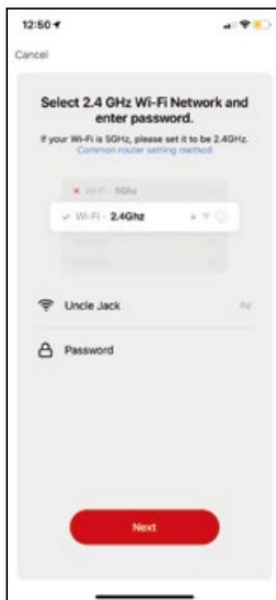 12:50
Cancel
Select 2.4 GHz Wi-Fi Network and
enter password.
If your Wi-Fi is 5GHz, please set it to be 2.4GHz.
Common router setting method
Wi-Fi - 5Ghz
Wi-Fi - 2.4Ghz
Uncle Jack
Password
Next